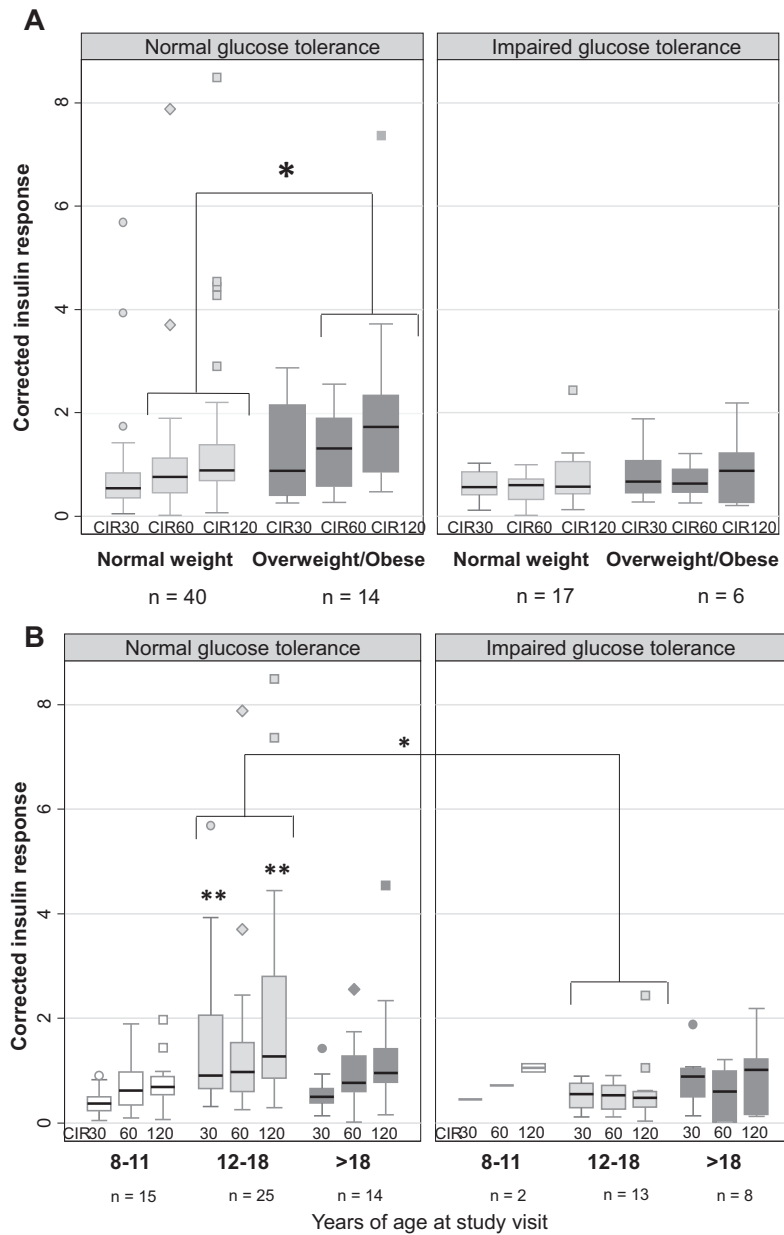 A
Normal glucose tolerance
Impaired glucose tolerance
Corrected insulin response
8
6
4
2
0
*
CIR30 CIR60 CIR120 CIR30 CIR60 CIR120
CIR30 CIR60 CIR120 CIR30 CIR60 CIR120
Normal weight Overweight/Obese
Normal weight Overweight/Obese
n = 40 n = 14
n = 17 n = 6
B
Normal glucose tolerance
Impaired glucose tolerance
Corrected insulin response
8
6
4
2
0
*
**
**
CIR 30 60 120 30 60 120 30 60 120
CIR 30 60 120 30 60 120 30 60 120
8-11 12-18 >18
8-11 12-18 >18
n = 15 n = 25 n = 14
n = 2 n = 13 n = 8
Years of age at study visit